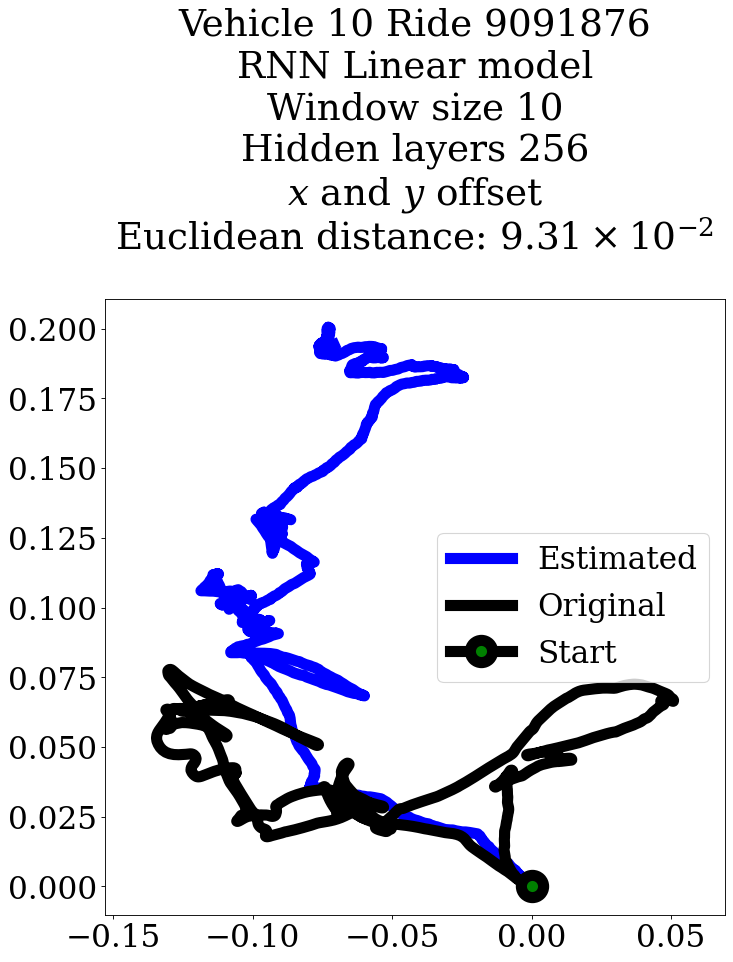 Vehicle 10 Ride 9091876
RNN Linear model
Window size 10
Hidden layers 256
x and y offset
Euclidean distance: 9.31 × 10⁻²
0.200
0.175
0.150
0.125
0.100
0.075
0.050
0.025
0.000
Estimated
Original
Start
−0.15 −0.10 −0.05 0.00 0.05